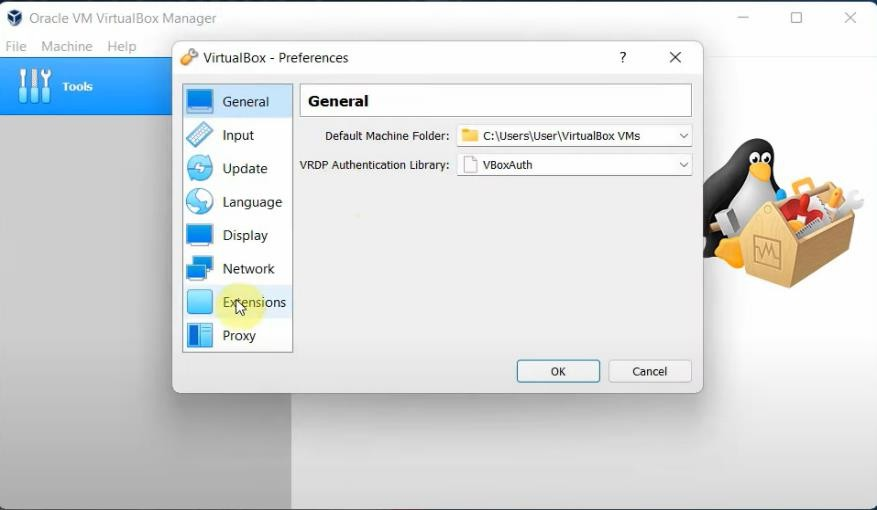 Oracle VM VirtualBox Manager
File Machine Help
Tools
VirtualBox - Preferences
?
General
Input
Update
Language
Display
Network
Extensions
Proxy
General
Default Machine Folder: C:\Users\User\VirtualBox VMs
VRDP Authentication Library: VBoxAuth
OK Cancel